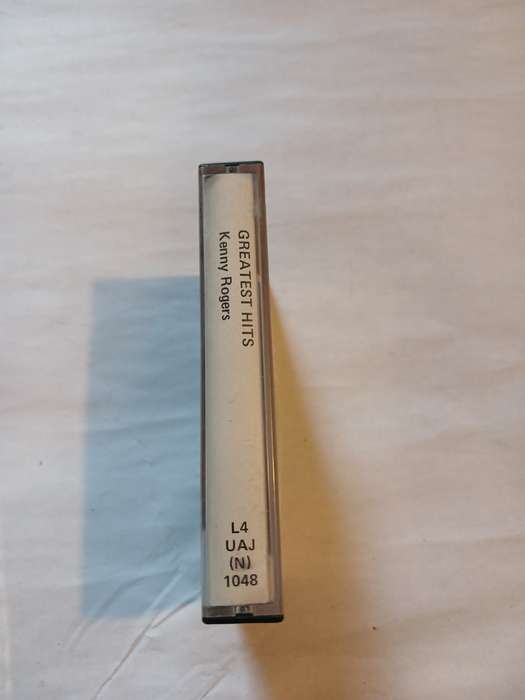 GREATEST HITS
Kenny Rogers
L4
UAJ
(N)
1048